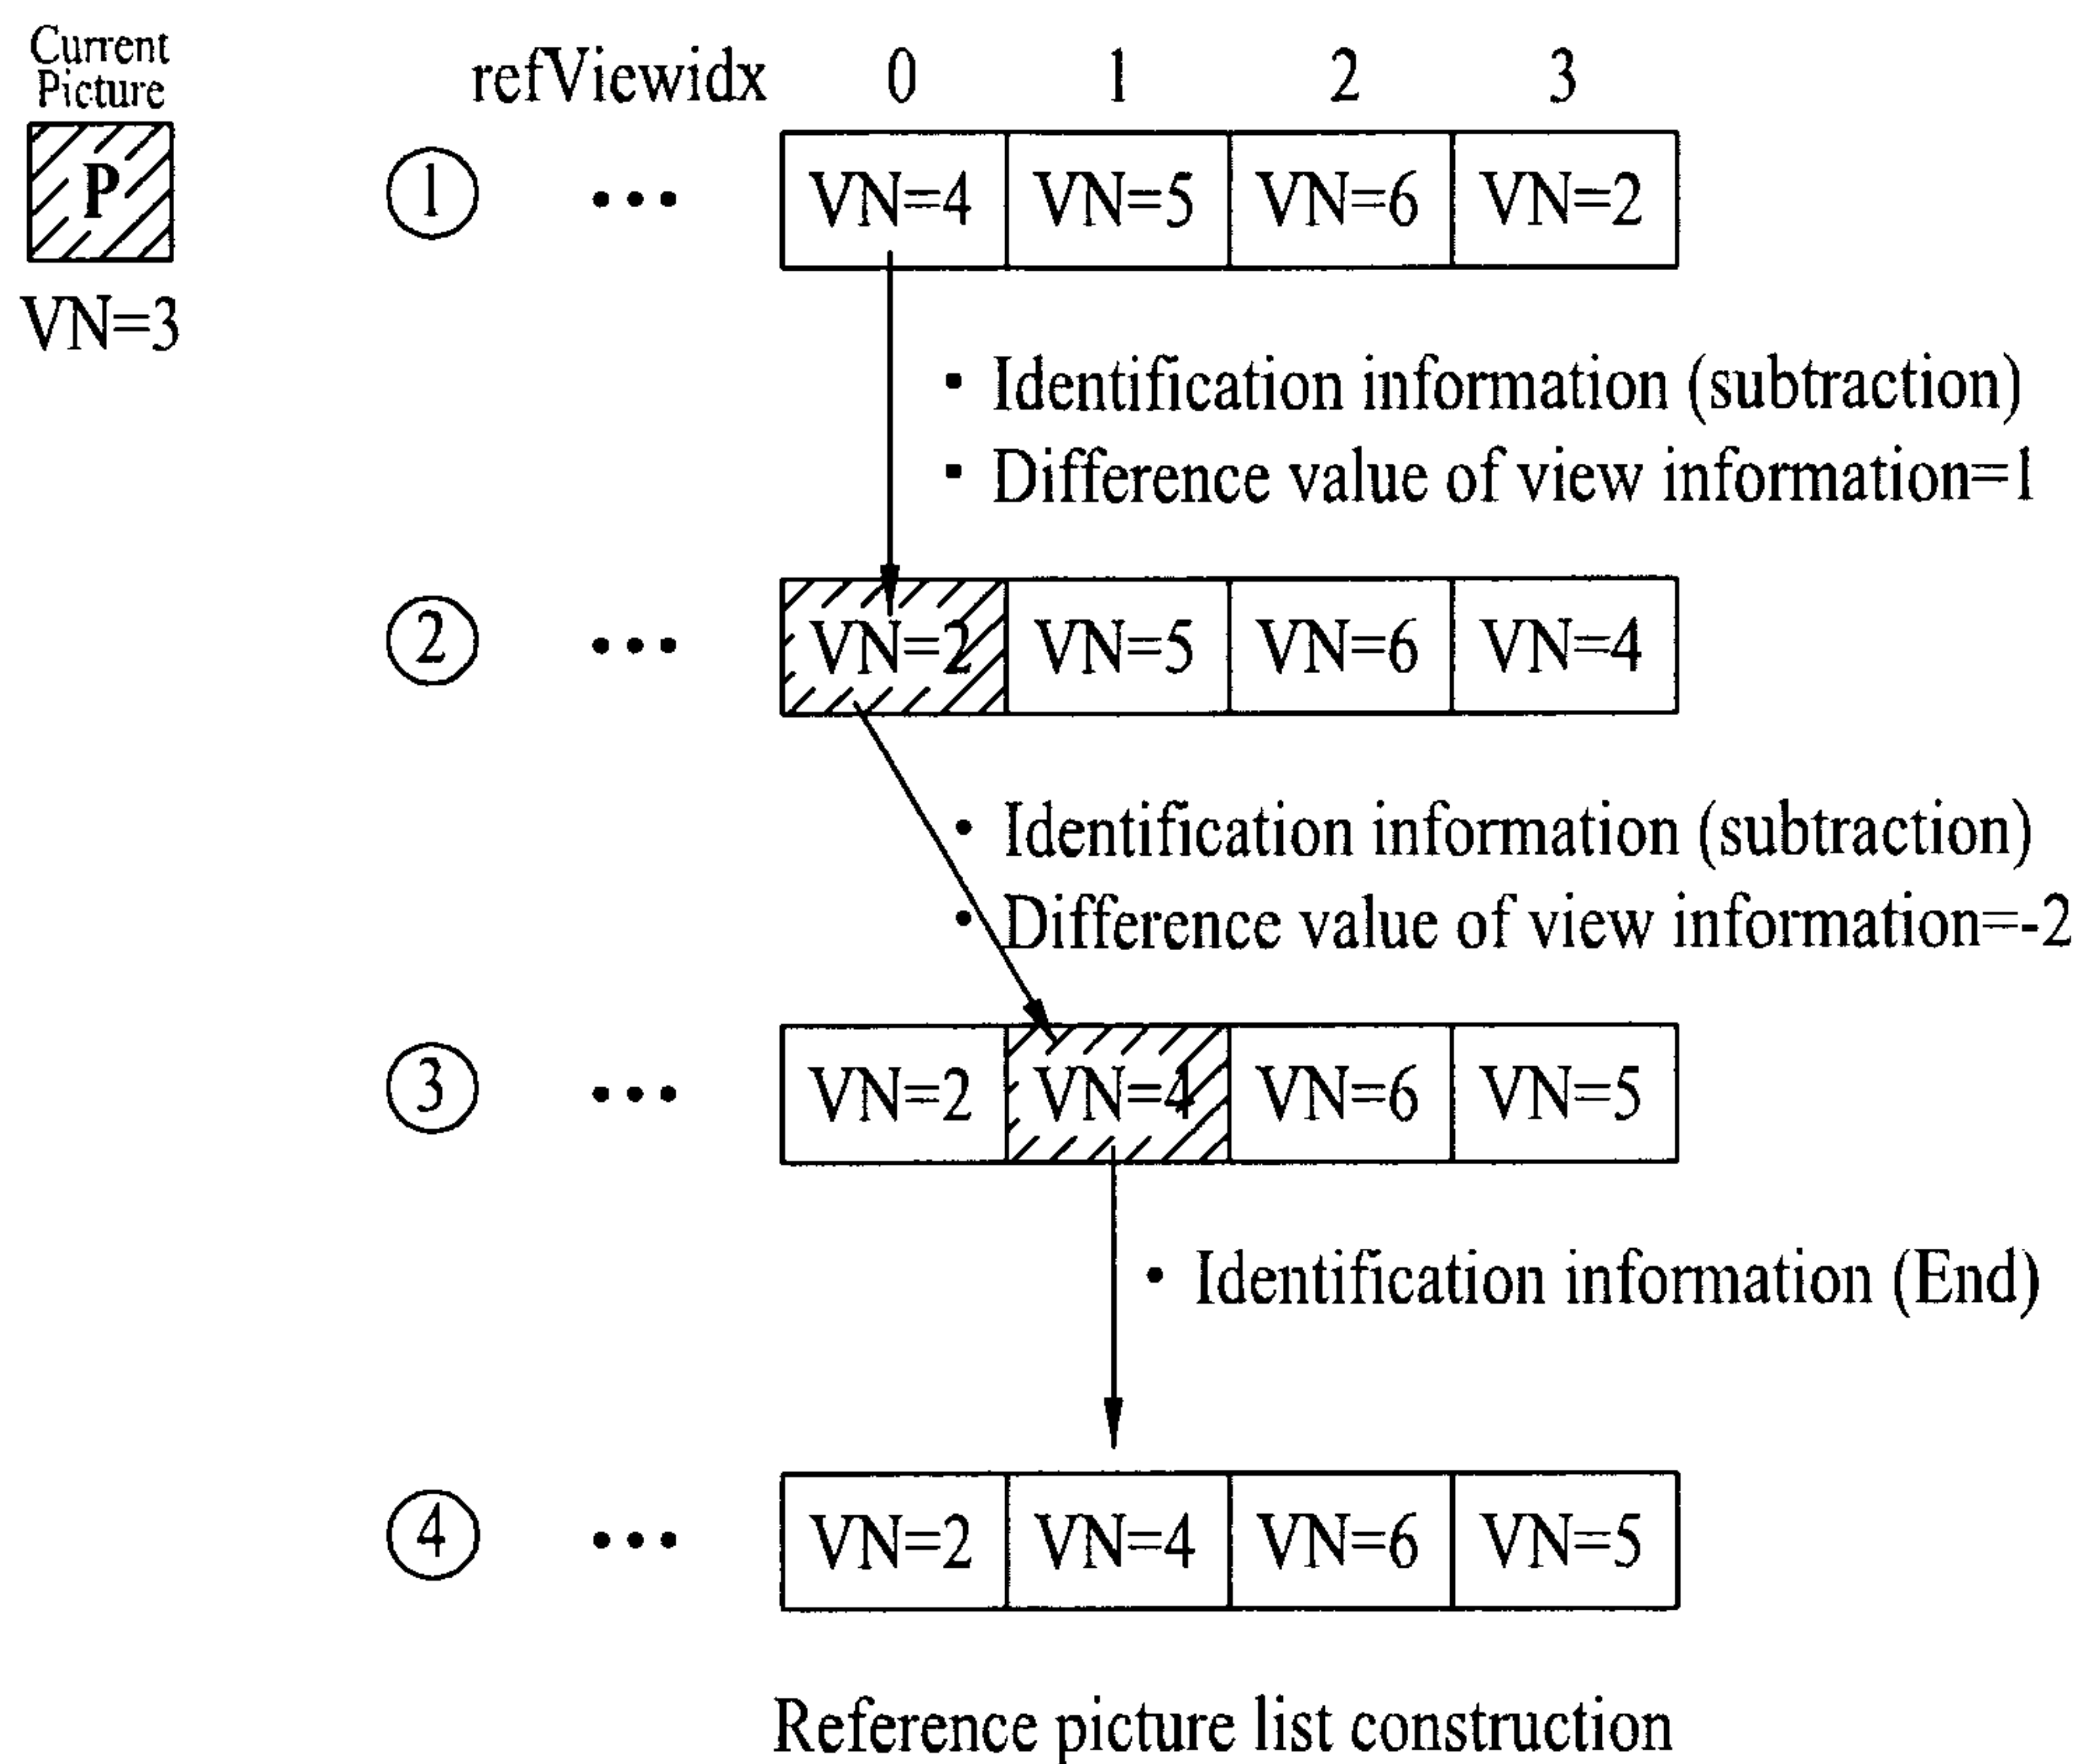 Current
Picture
P
VN=3
refViewidx 0 1 2 3
① ••• VN=4 VN=5 VN=6 VN=2
• Identification information (subtraction)
• Difference value of view information=1
② ••• VN=2 VN=5 VN=6 VN=4
• Identification information (subtraction)
• Difference value of view information=-2
③ ••• VN=2 VN=4 VN=6 VN=5
• Identification information (End)
④ ••• VN=2 VN=4 VN=6 VN=5
Reference picture list construction